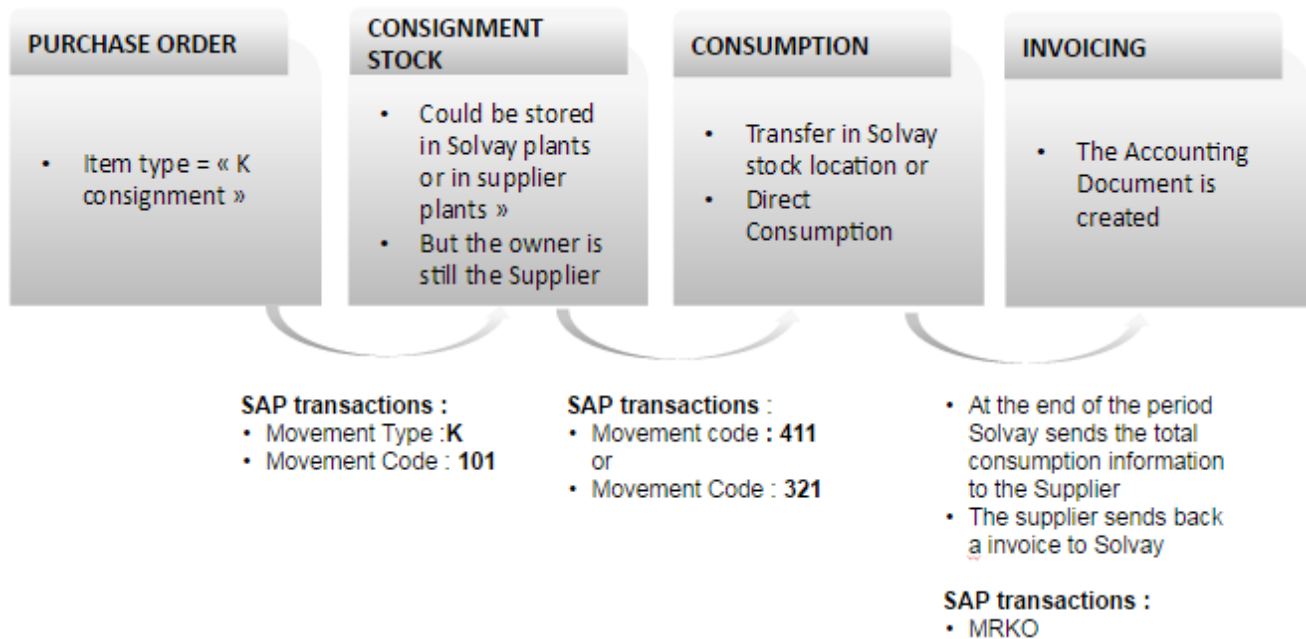 PURCHASE ORDER
• Item type = « K
consignment »
CONSIGNMENT
STOCK
• Could be stored
in Solvay plants
or in supplier
plants »
• But the owner is
still the Supplier
CONSUMPTION
• Transfer in Solvay
stock location or
• Direct
Consumption
INVOICING
• The Accounting
Document is
created
SAP transactions :
• Movement Type :K
• Movement Code : 101
SAP transactions :
• Movement code : 411
or
• Movement Code : 321
• At the end of the period
Solvay sends the total
consumption information
to the Supplier
• The supplier sends back
a invoice to Solvay
SAP transactions :
• MRKO